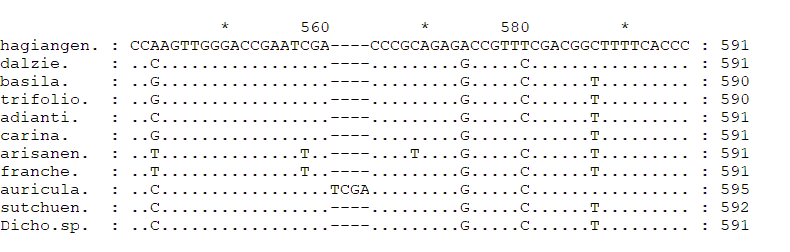 * 560 * 580 *
hagiangen. : CCAAGTTGGGACCGAATCGA----CCCGCAGAGACCGTTTCGACGGCTTTTCACCC : 591
dalzie. : ..C.................----.........G.....C................ : 591
basila. : ..G.................----.........G.....C......T......... : 590
trifolio. : ..G.................----.........G.....C................ : 590
adianti. : ..C.................----.........G.....C......T......... : 591
carina. : ..G.................----.........G............T......... : 591
arisanen. : ..T..............T..----....T....G.....C......T......... : 591
franche. : ..T..............T..----.........G.....C......T......... : 591
auricula. : ..C.................TCGA.........G.....C................ : 595
sutchuen. : ..C.................----.........G.....C......T......... : 592
Dicho.sp. : ..C.................----.........G.....C......T......... : 591